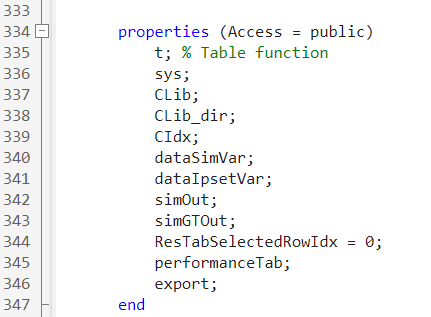 333
334 properties (Access = public)
335 t; % Table function
336 sys;
337 CLib;
338 CLib_dir;
339 CIdx;
340 dataSimVar;
341 dataIpsetVar;
342 simOut;
343 simGTOut;
344 ResTabSelectedRowIdx = 0;
345 performanceTab;
346 export;
347 end